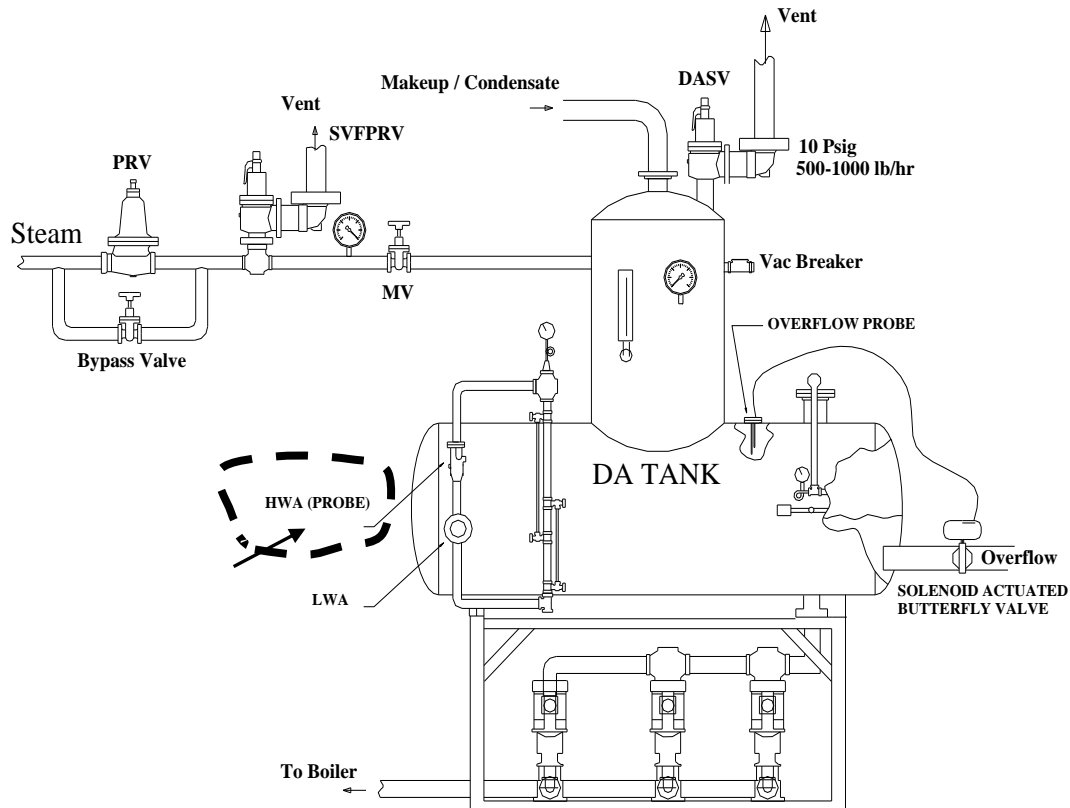 Vent
Makeup / Condensate
DASV
Vent
SVFPRV
10 Psig
500-1000 lb/hr
PRV
Steam
Vac Breaker
MV
OVERFLOW PROBE
Bypass Valve
DA TANK
HWA (PROBE)
Overflow
LWA
SOLENOID ACTUATED
BUTTERFLY VALVE
To Boiler